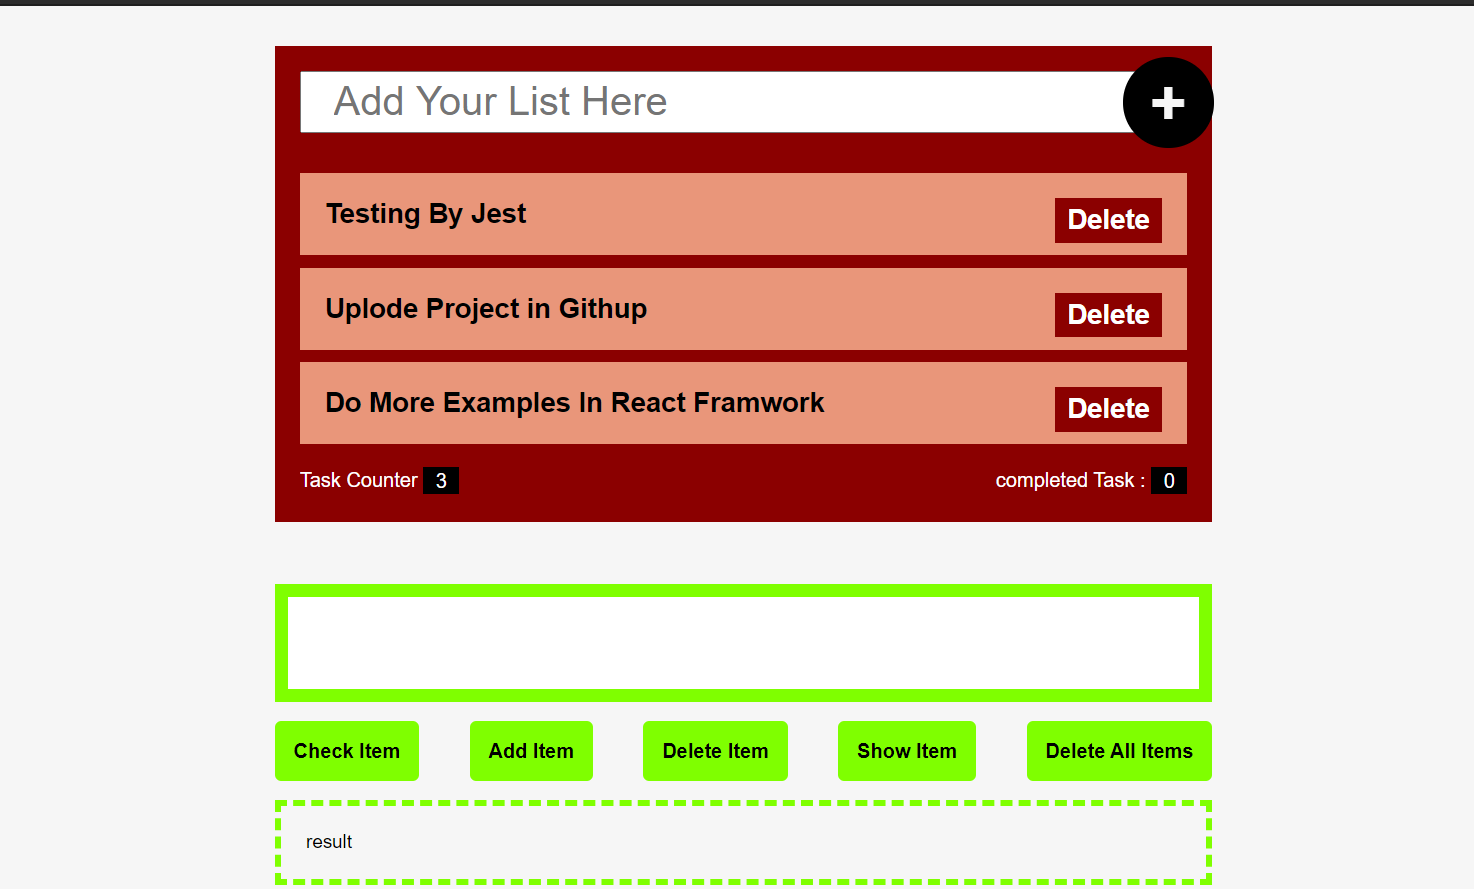 Add Your List Here
Testing By Jest
Delete
Uplode Project in Githup
Delete
Do More Examples In React Framwork
Delete
Task Counter 3
completed Task : 0
Check Item
Add Item
Delete Item
Show Item
Delete All Items
result